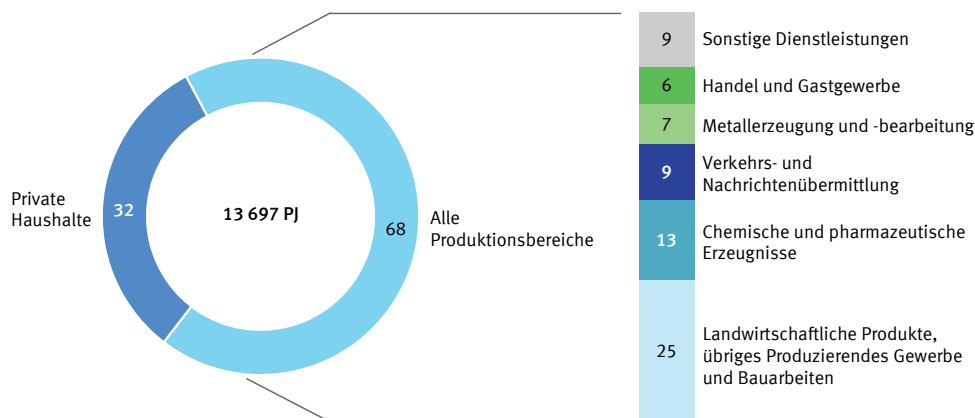 Private
Haushalte
32
13 697 PJ
68
Alle
Produktionsbereiche
9 Sonstige Dienstleistungen
6 Handel und Gastgewerbe
7 Metallerzeugung und -bearbeitung
9 Verkehrs- und
Nachrichtenübermittlung
13 Chemische und pharmazeutische
Erzeugnisse
25 Landwirtschaftliche Produkte,
übriges Produzierendes Gewerbe
und Bauarbeiten